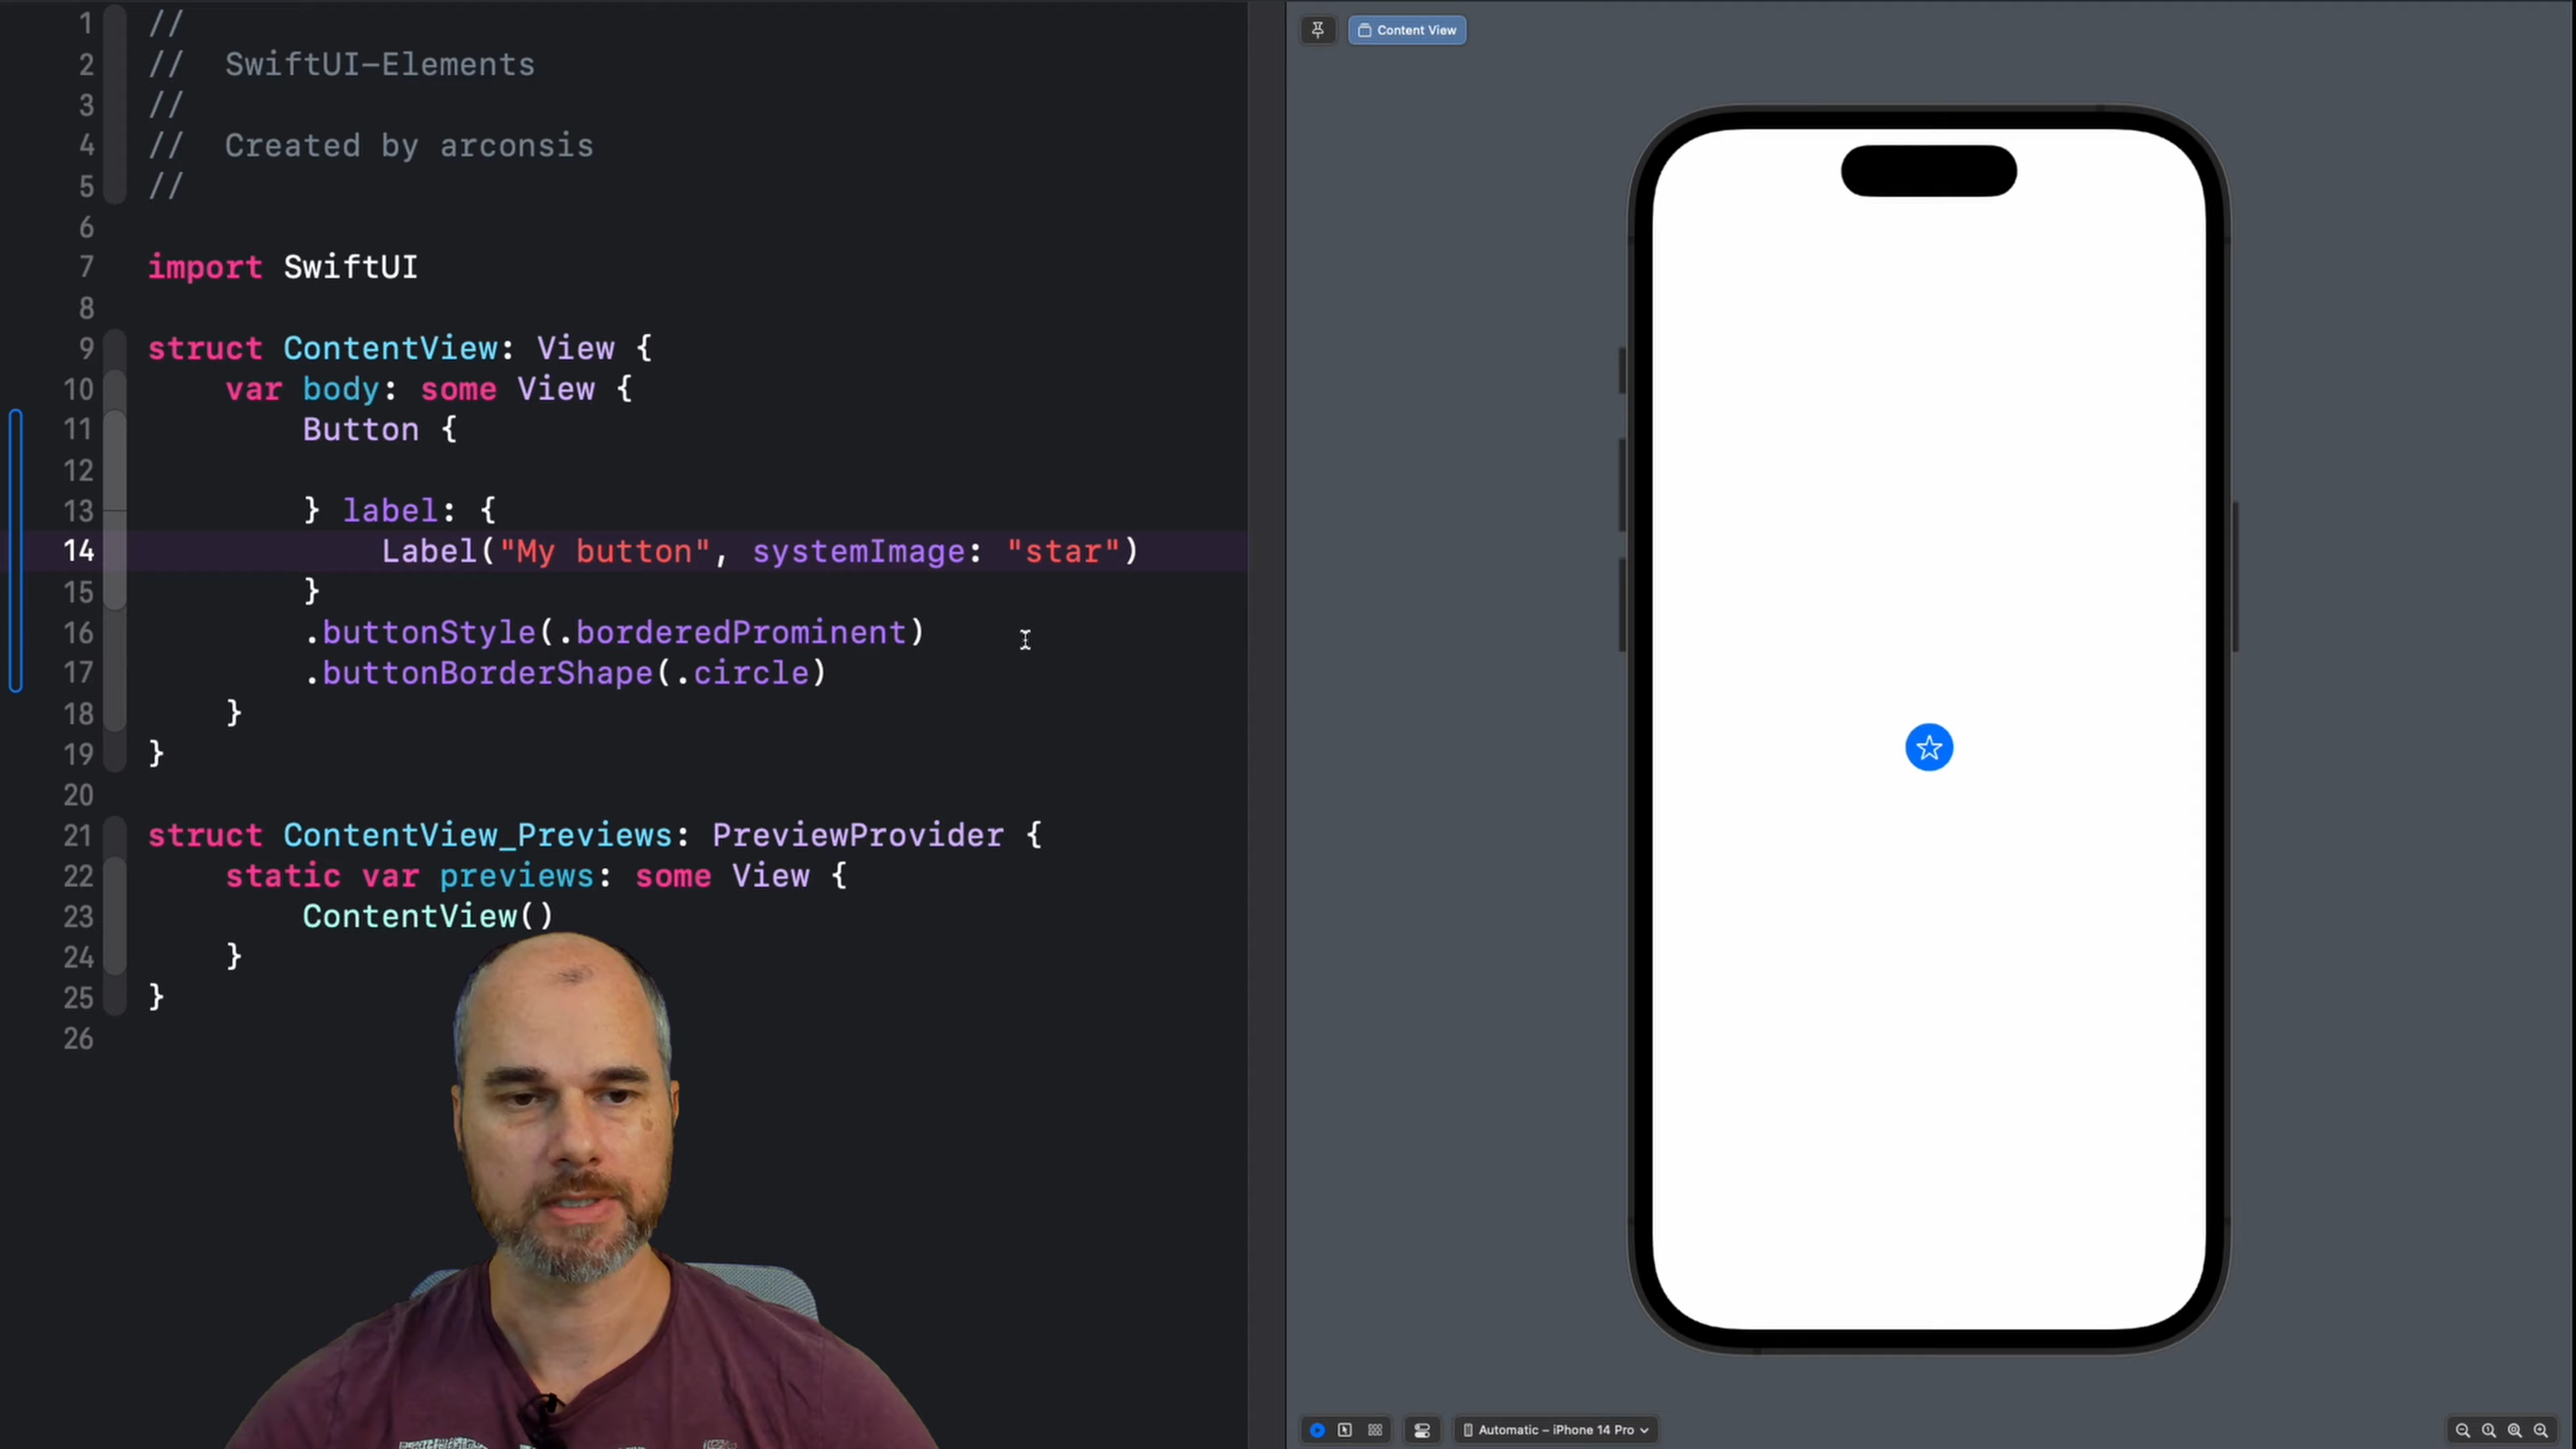 1 //
2 // SwiftUI-Elements
3 //
4 // Created by arconsis
5 //
6
7 import SwiftUI
8
9 struct ContentView: View {
10 var body: some View {
11 Button {
12
13 } label: {
14 Label("My button", systemImage: "star")
15 }
16 .buttonStyle(.borderedProminent)
17 .buttonBorderShape(.circle)
18 }
19 }
20
21 struct ContentView_Previews: PreviewProvider {
22 static var previews: some View {
23 ContentView()
24 }
25 }
26
Content View
Automatic – iPhone 14 Pro